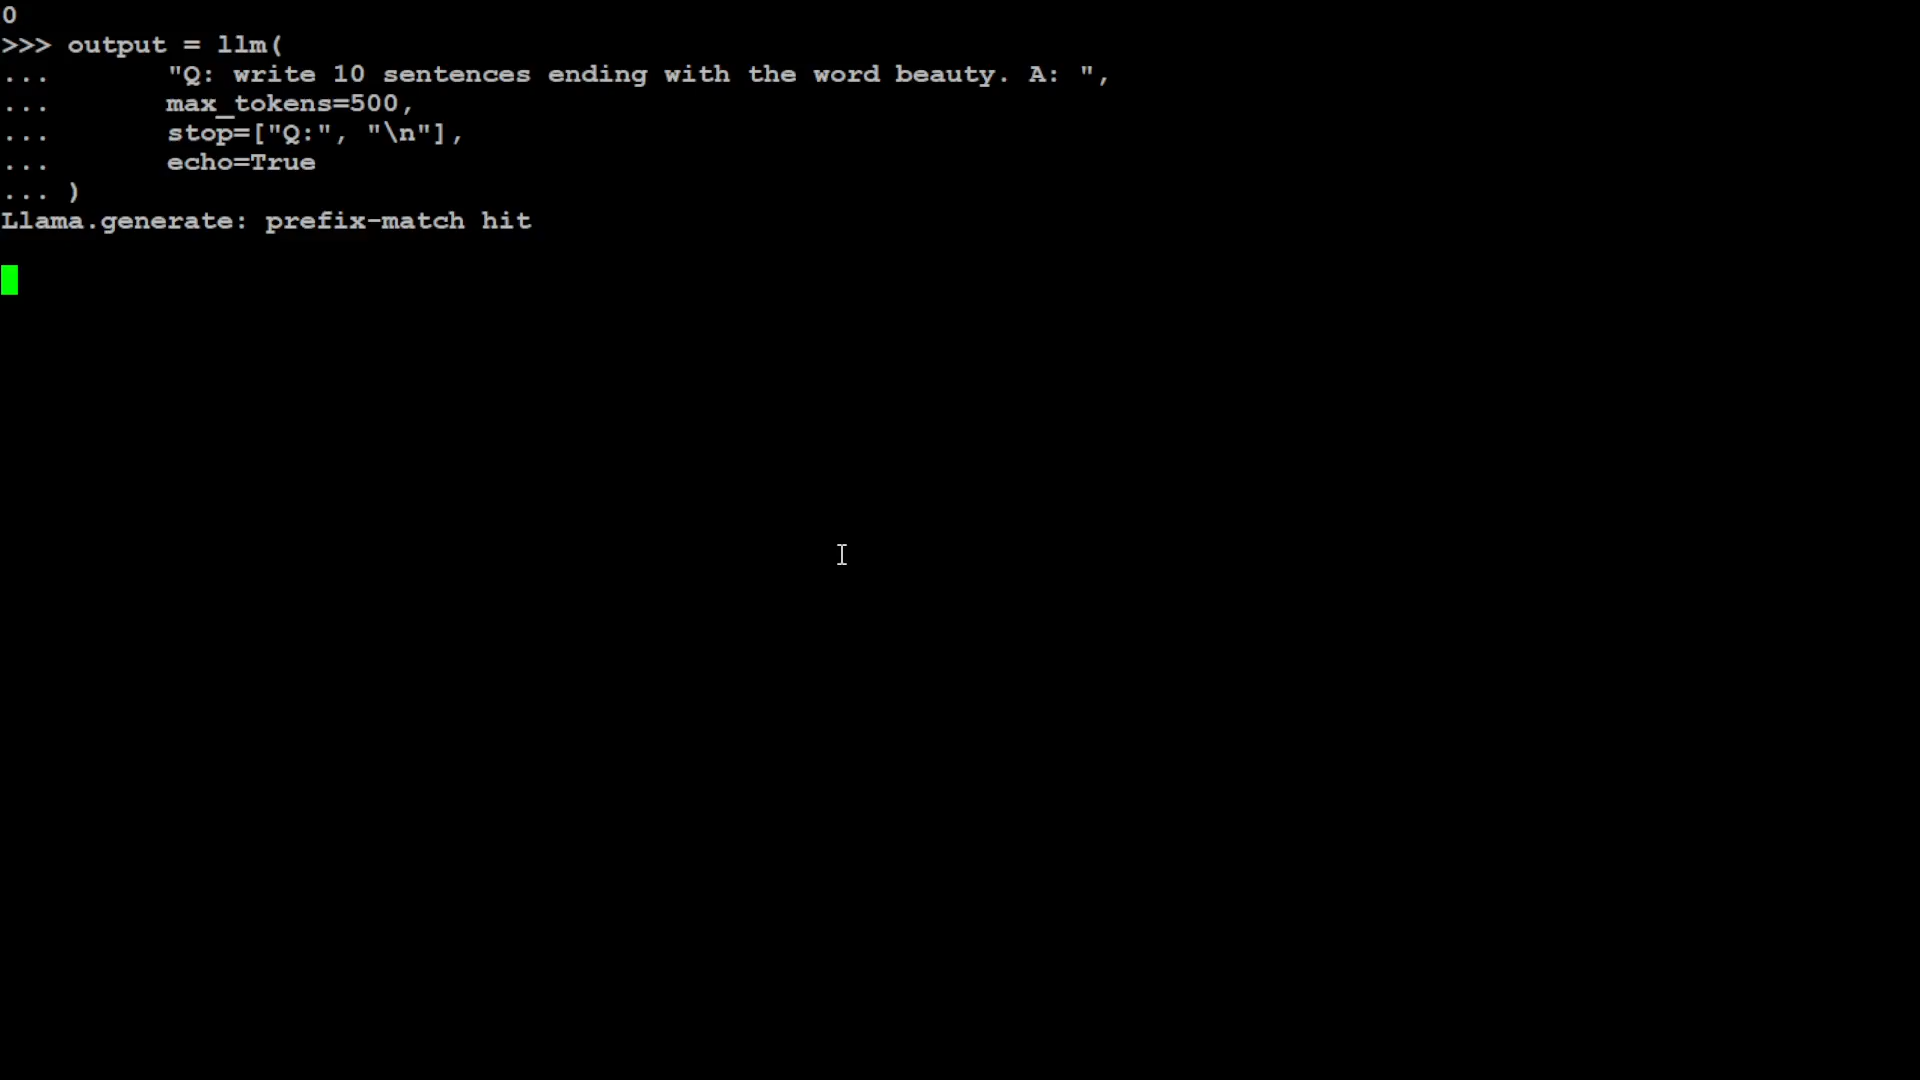 0
>>> output = llm(
...       "Q: write 10 sentences ending with the word beauty. A: ",
...       max_tokens=500,
...       stop=["Q:", "\n"],
...       echo=True
... )
Llama.generate: prefix-match hit